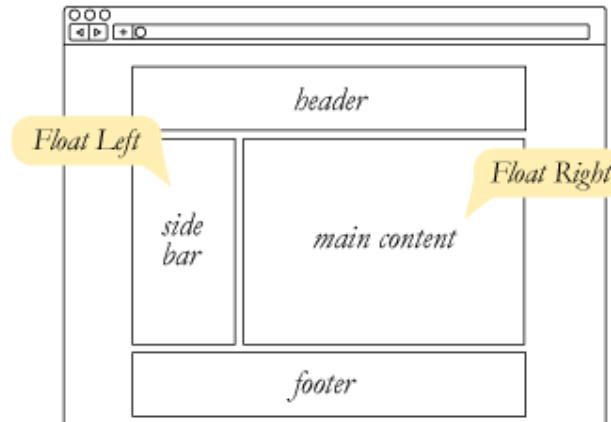 header
Float Left
Float Right
side
bar
main content
footer